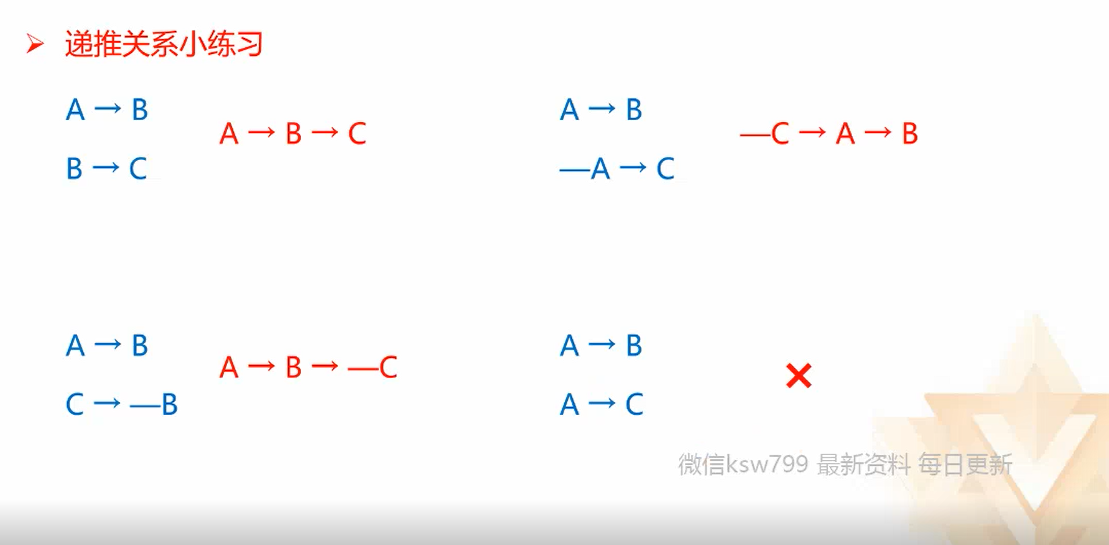 递推关系小练习
A → B
B → C
A → B → C
A → B
—A → C
—C → A → B
A → B
C → —B
A → B → —C
A → B
A → C
×
微信ksw799 最新资料 每日更新